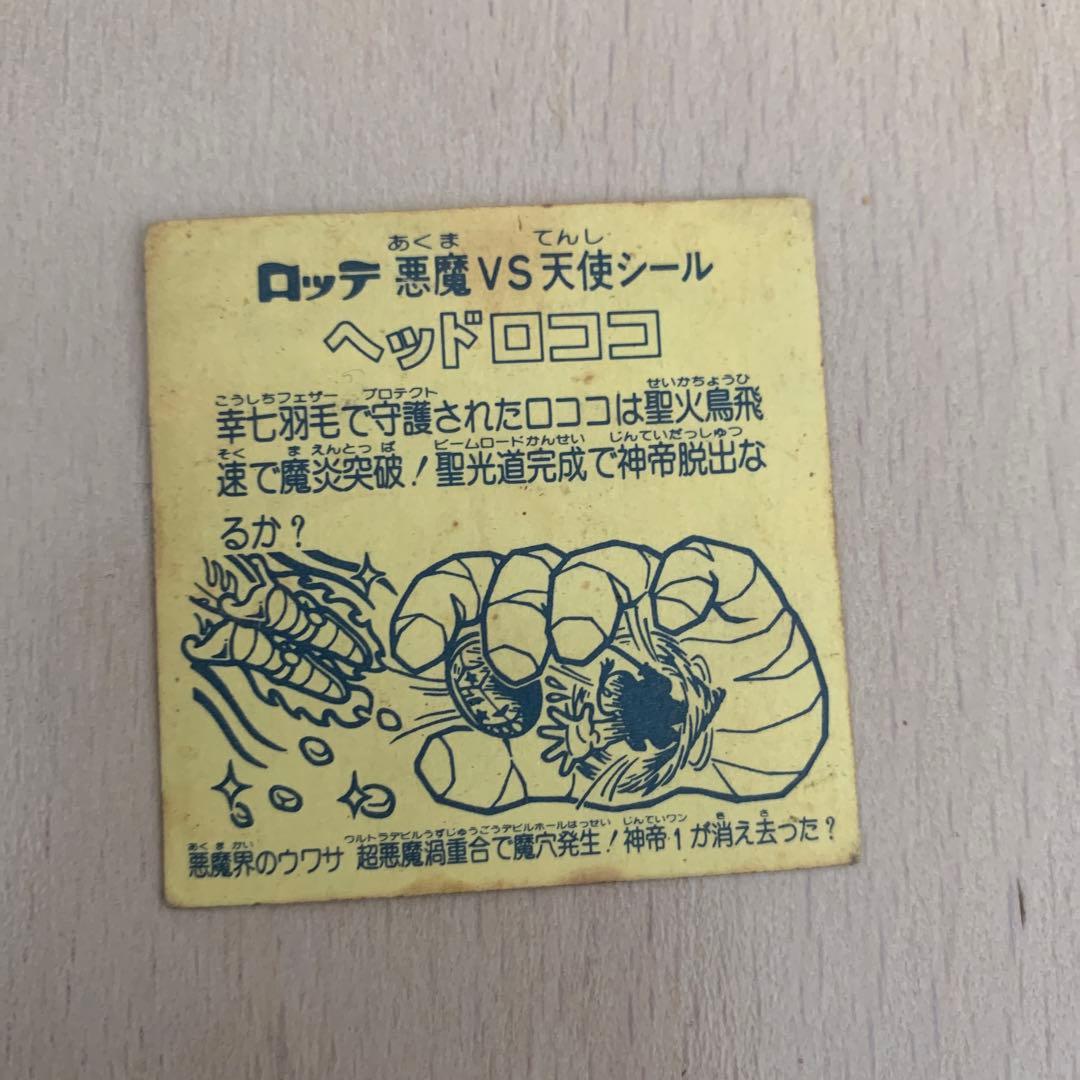 あくま てんし
ロッテ 悪魔VS天使シール
ヘッドロココ
こうしちフェザー プロテクト せいかちょうひ
幸七羽毛で守護されたロココは聖火鳥飛
そく ま えんとっ ぱ ビームロードかんせい じんていだっしゅつ
速で魔炎突破!聖光道完成で神帝脱出な
るか?
あくまかい ウルトラデビルうずじゅうごうデビルホールはっせい じんていワン き さ
悪魔界のウワサ 超悪魔渦重合で魔穴発生!神帝・1が消え去った?